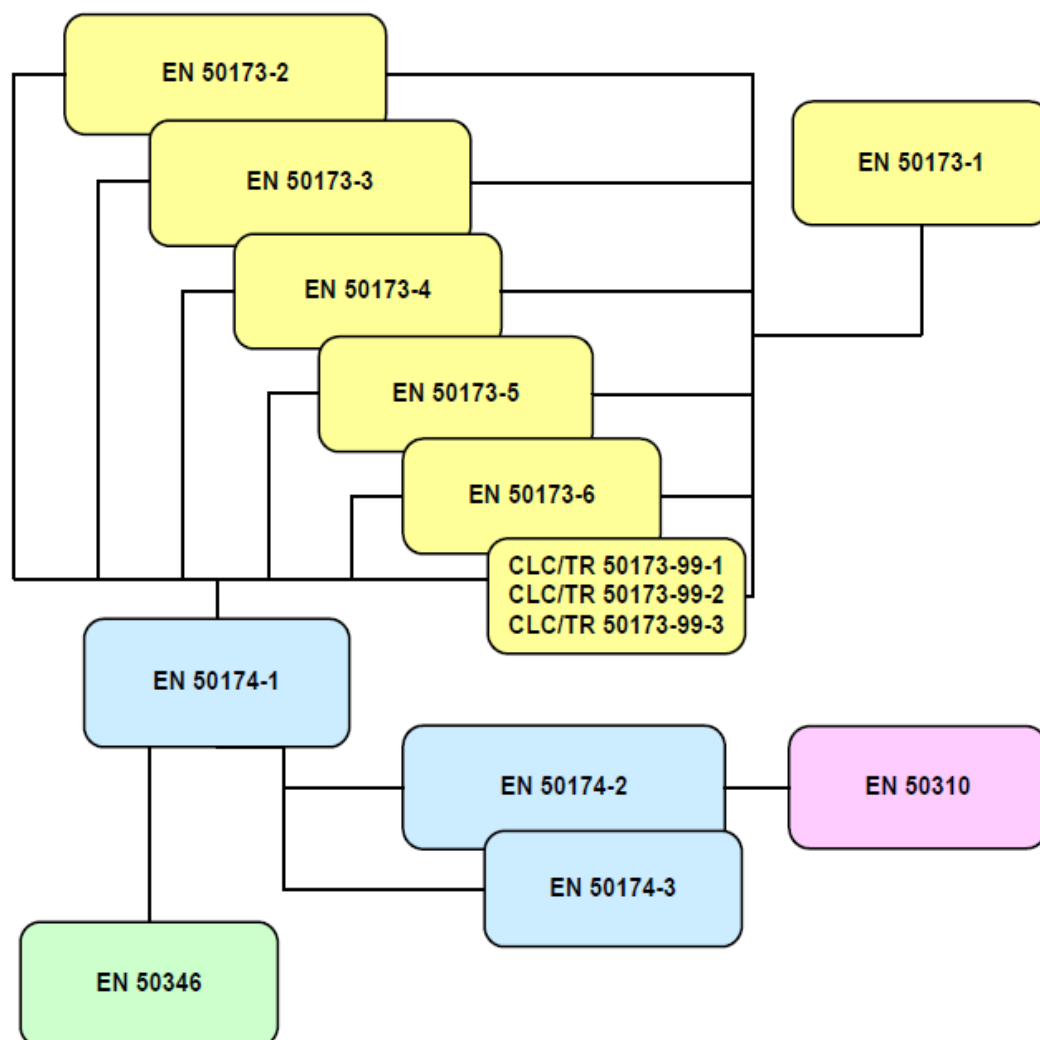 EN 50173-2
EN 50173-1
EN 50173-3
EN 50173-4
EN 50173-5
EN 50173-6
CLC/TR 50173-99-1
CLC/TR 50173-99-2
CLC/TR 50173-99-3
EN 50174-1
EN 50174-2
EN 50310
EN 50174-3
EN 50346